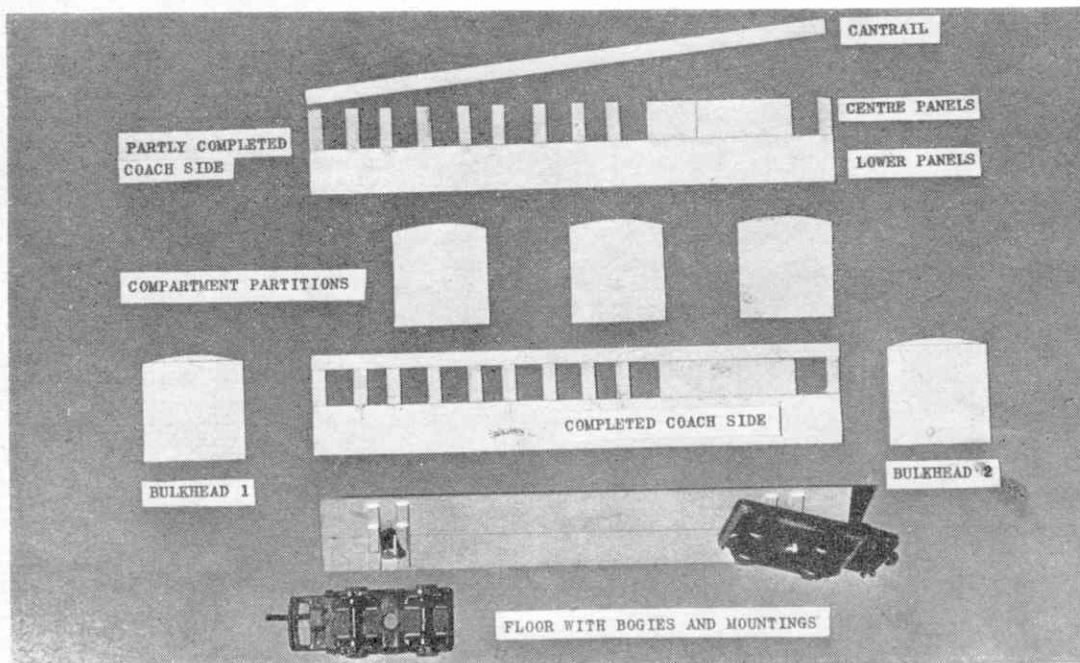 CANTRAIL
CENTRE PANELS
PARTLY COMPLETED
COACH SIDE
LOWER PANELS
COMPARTMENT PARTITIONS
COMPLETED COACH SIDE
BULKHEAD 1
BULKHEAD 2
FLOOR WITH BOGIES AND MOUNTINGS